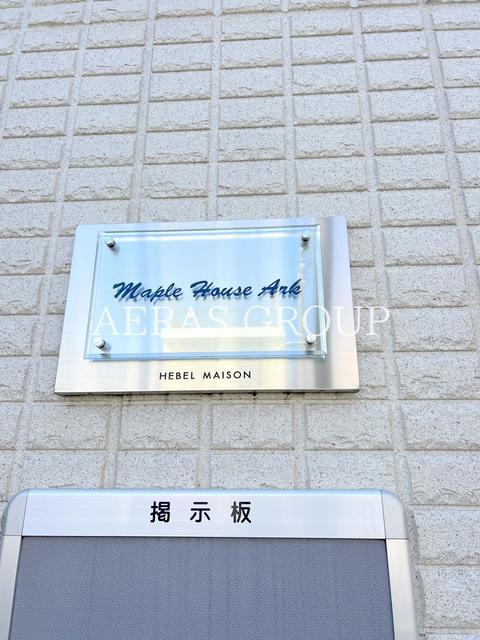 Maple House Ark
AERAS GROUP
HEBEL MAISON
掲示板